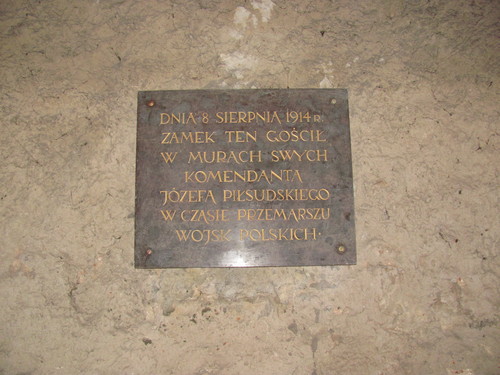 DNIA 8 SIERPNIA 1914 R.
ZAMEK TEN GOŚCIŁ
W MURACH SWYCH
KOMENDANTA
JÓZEFA PIŁSUDSKIEGO
W CZASIE PRZEMARSZU
WOJSK POLSKICH.